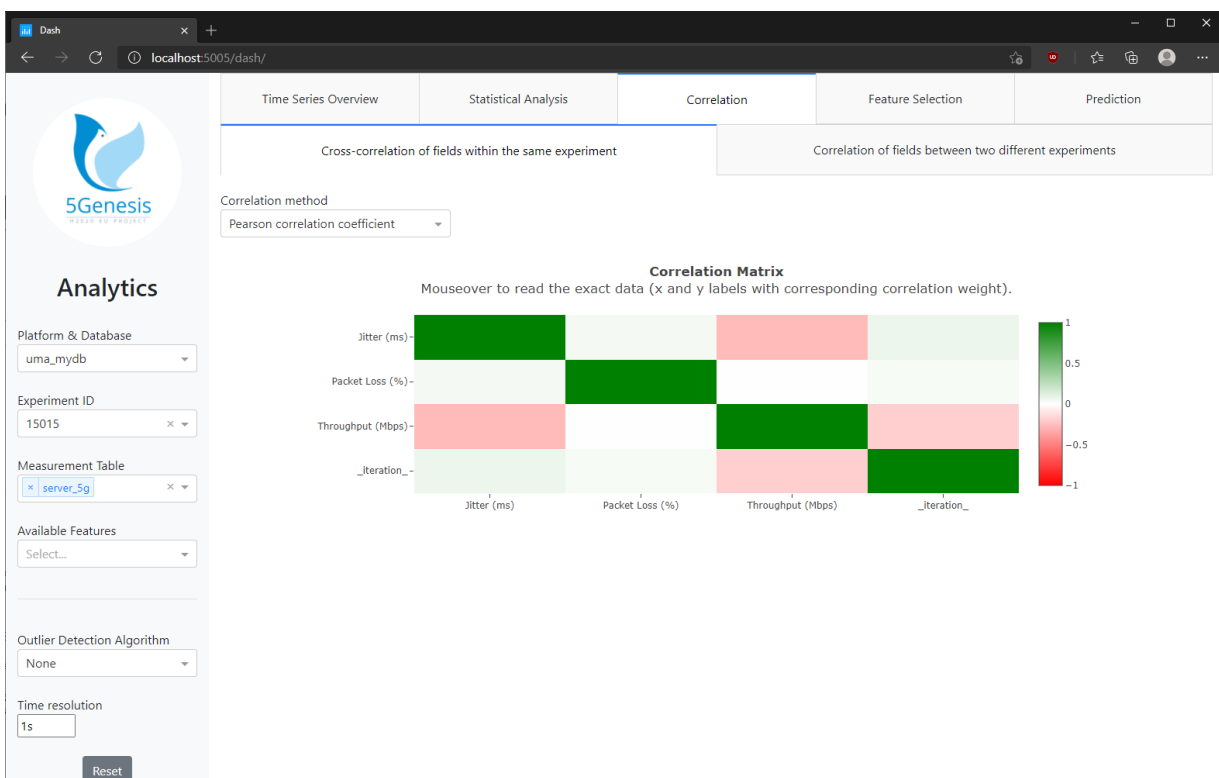 Dash
localhost:5005/dash/
5Genesis
H2020 EU PROJECT
Analytics
Platform & Database
uma_mydb
Experiment ID
15015
Measurement Table
× server_5g
Available Features
Select...
Outlier Detection Algorithm
None
Time resolution
1s
Reset
Time Series Overview
Statistical Analysis
Correlation
Feature Selection
Prediction
Cross-correlation of fields within the same experiment
Correlation of fields between two different experiments
Correlation method
Pearson correlation coefficient
Correlation Matrix
Mouseover to read the exact data (x and y labels with corresponding correlation weight).
Jitter (ms)
Packet Loss (%)
Throughput (Mbps)
_iteration_
Jitter (ms)
Packet Loss (%)
Throughput (Mbps)
_iteration_
1
0.5
0
−0.5
−1